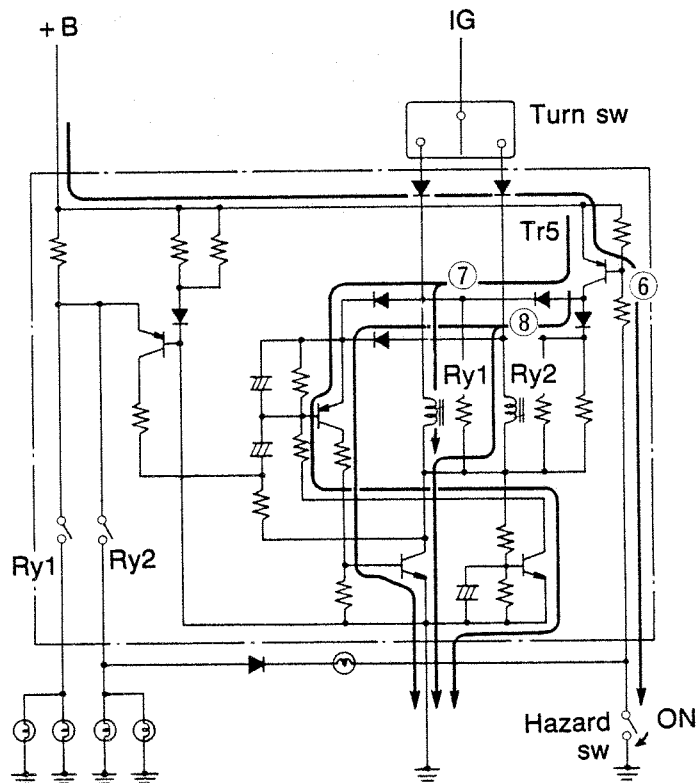 +B
IG
Turn sw
Tr5
7
6
8
Ry1
Ry2
Ry1
Ry2
Hazard sw
ON